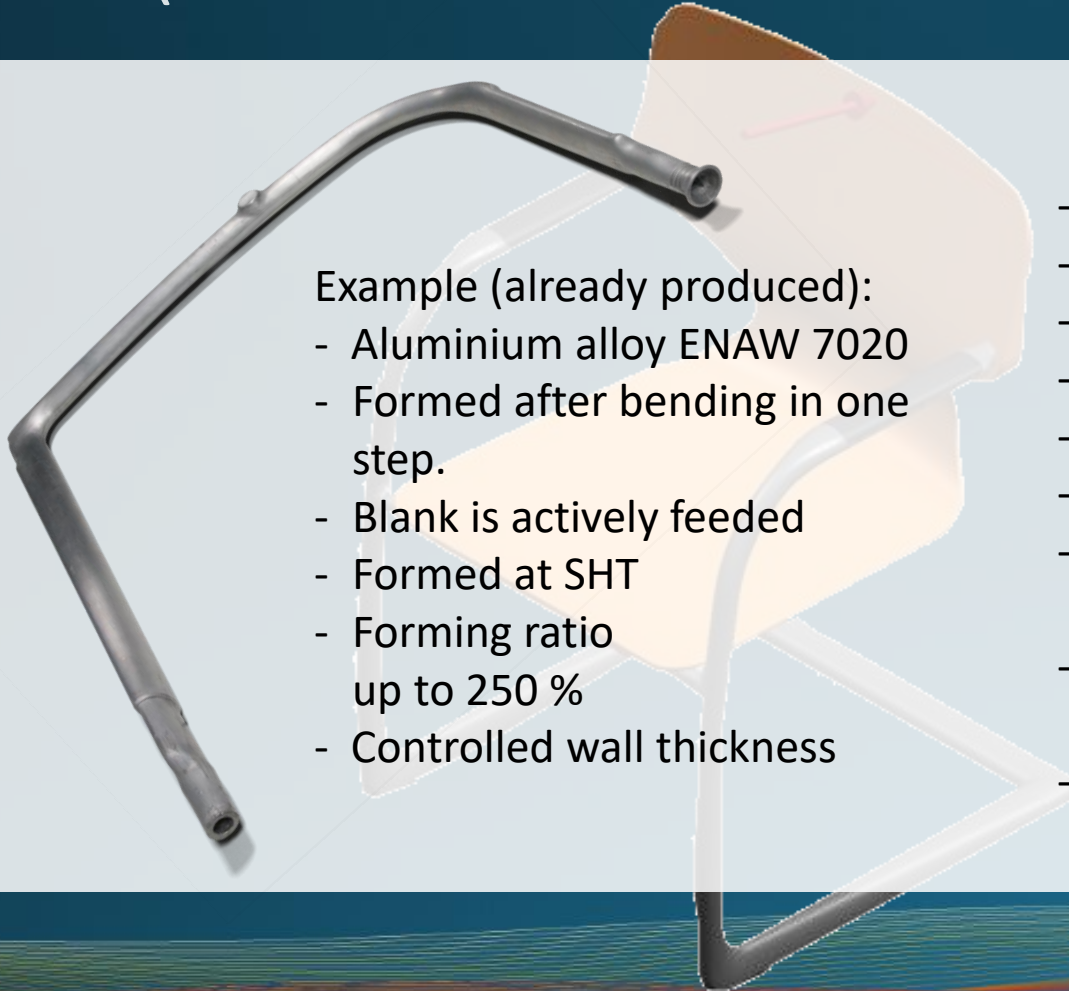 Example (already produced):
- Aluminium alloy ENAW 7020
- Formed after bending in one
step.
- Blank is actively feeded
- Formed at SHT
- Forming ratio
up to 250 %
- Controlled wall thickness